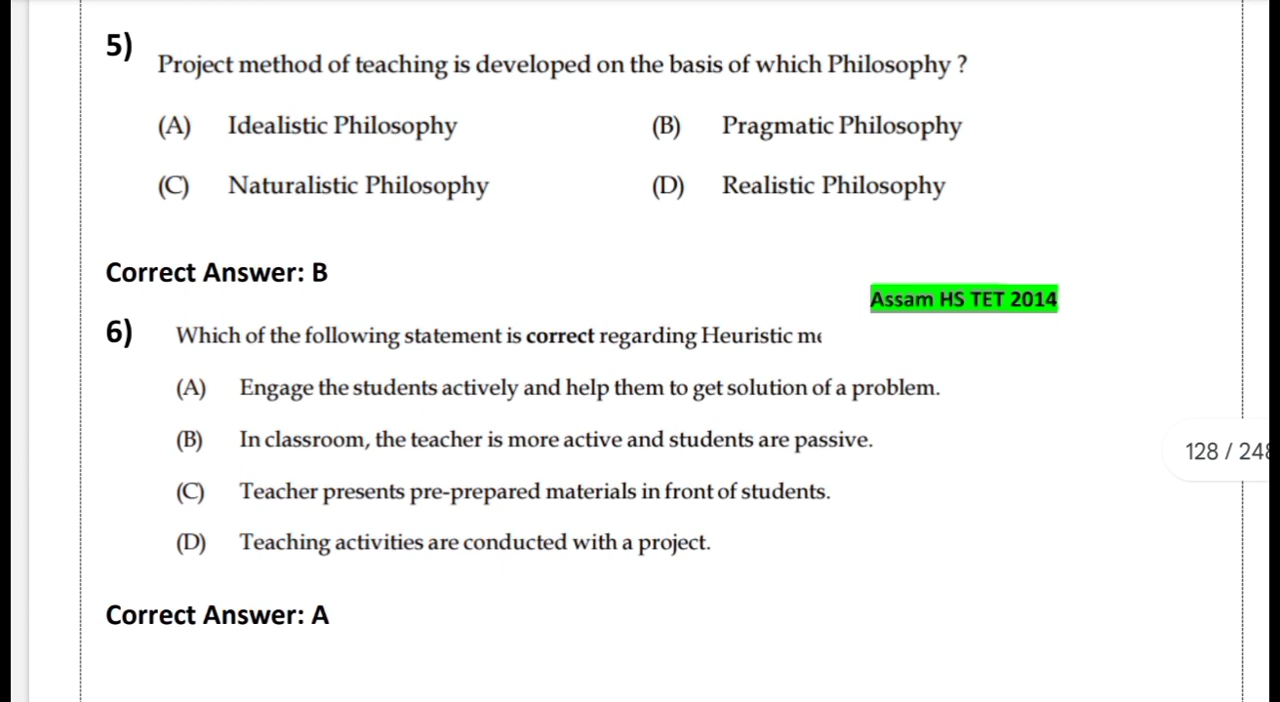 5)
Project method of teaching is developed on the basis of which Philosophy ?
(A) Idealistic Philosophy (B) Pragmatic Philosophy
(C) Naturalistic Philosophy (D) Realistic Philosophy
Correct Answer: B
Assam HS TET 2014
6) Which of the following statement is correct regarding Heuristic
(A) Engage the students actively and help them to get solution of a problem.
(B) In classroom, the teacher is more active and students are passive.
(C) Teacher presents pre-prepared materials in front of students.
(D) Teaching activities are conducted with a project.
Correct Answer: A
128 / 248